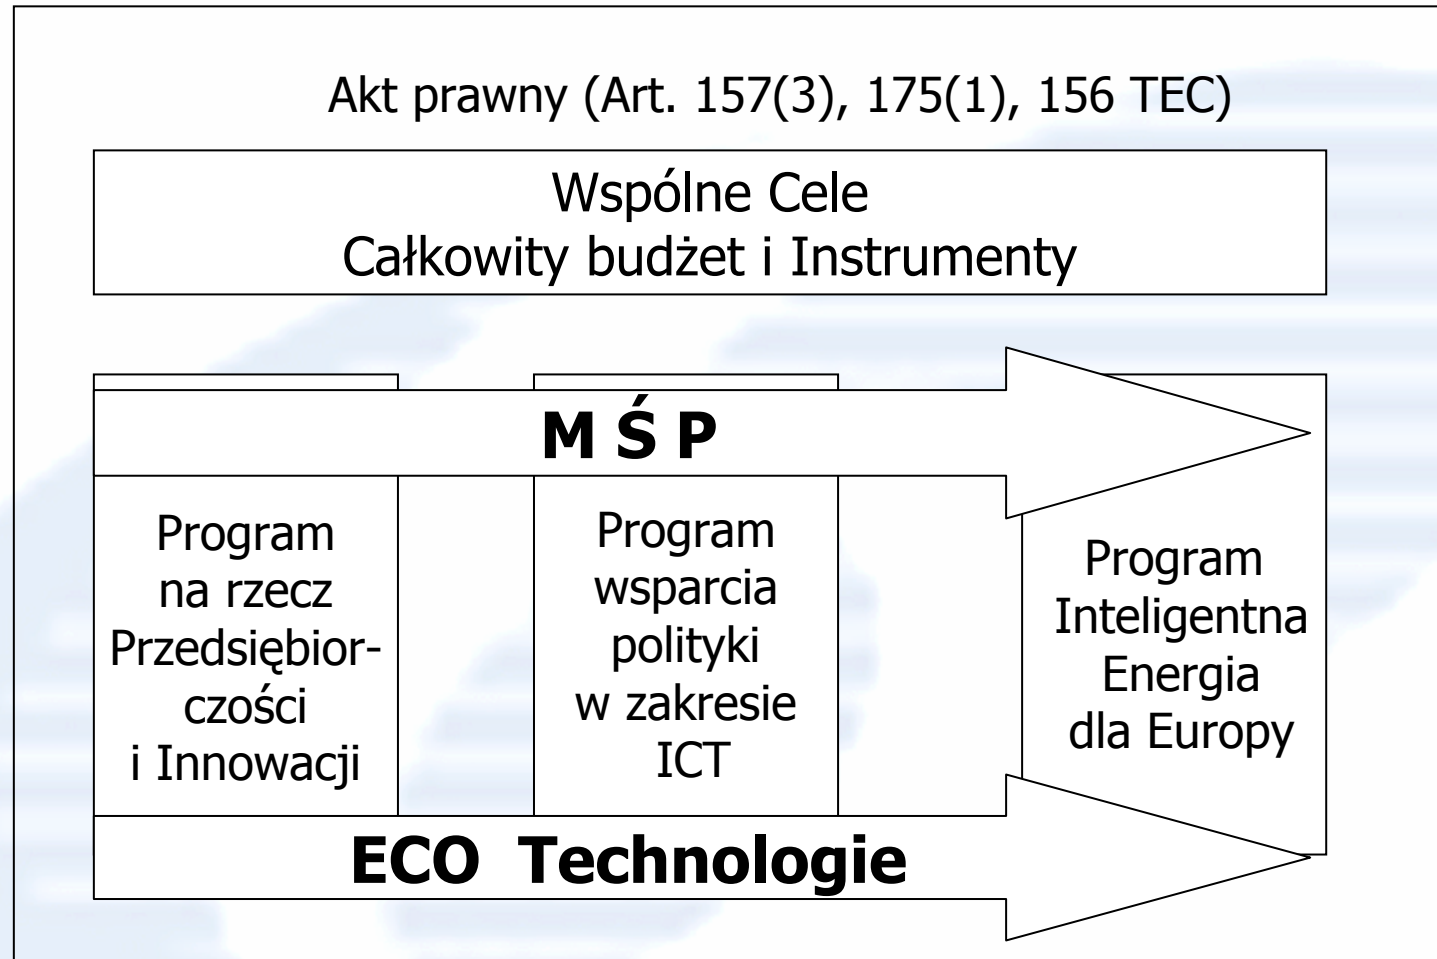 Akt prawny (Art. 157(3), 175(1), 156 TEC)
Wspólne Cele
Całkowity budżet i Instrumenty
M Ś P
Program
na rzecz
Przedsiębior-
czości
i Innowacji
Program
wsparcia
polityki
w zakresie
ICT
Program
Inteligentna
Energia
dla Europy
ECO Technologie